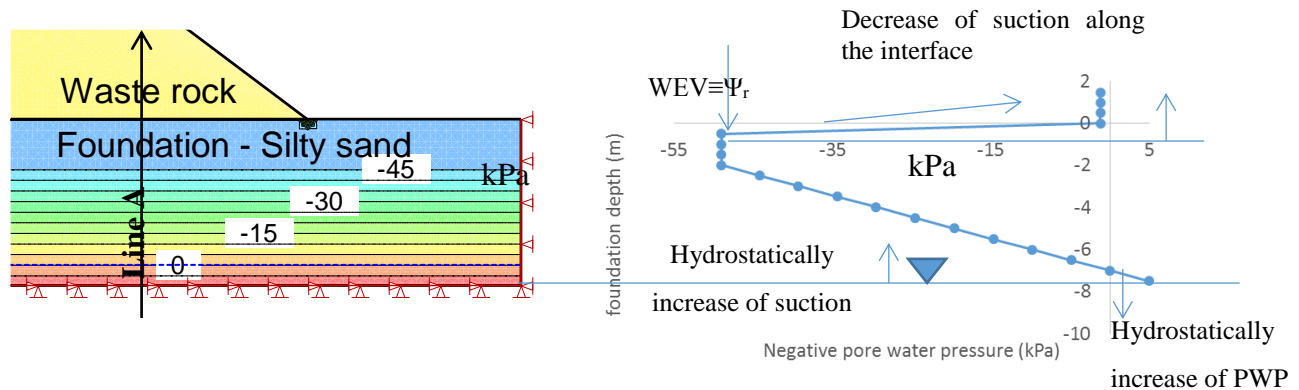 Waste rock
Foundation - Silty sand
-45
kPa
-30
-15
0
Line A
Decrease of suction along
the interface
WEV≡Ψr
2
0
-2
-4
-6
-8
-10
-55
-35
-15
5
kPa
foundation depth (m)
Hydrostatically
increase of suction
Negative pore water pressure (kPa)
Hydrostatically
increase of PWP